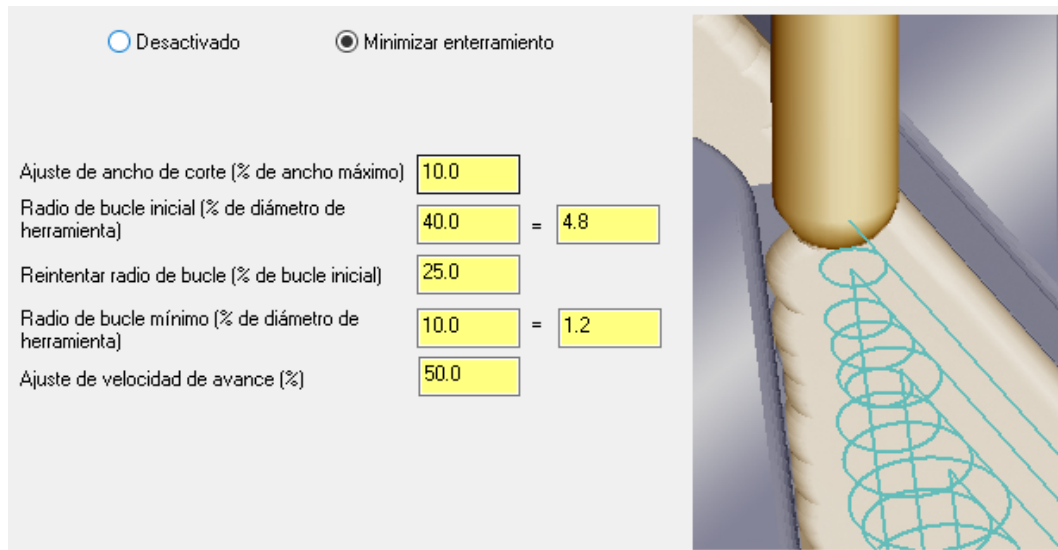 Desactivado Minimizar enterramiento
Ajuste de ancho de corte (% de ancho máximo) 10.0
Radio de bucle inicial (% de diámetro de
herramienta) 40.0 = 4.8
Reintentar radio de bucle (% de bucle inicial) 25.0
Radio de bucle mínimo (% de diámetro de
herramienta) 10.0 = 1.2
Ajuste de velocidad de avance (%) 50.0